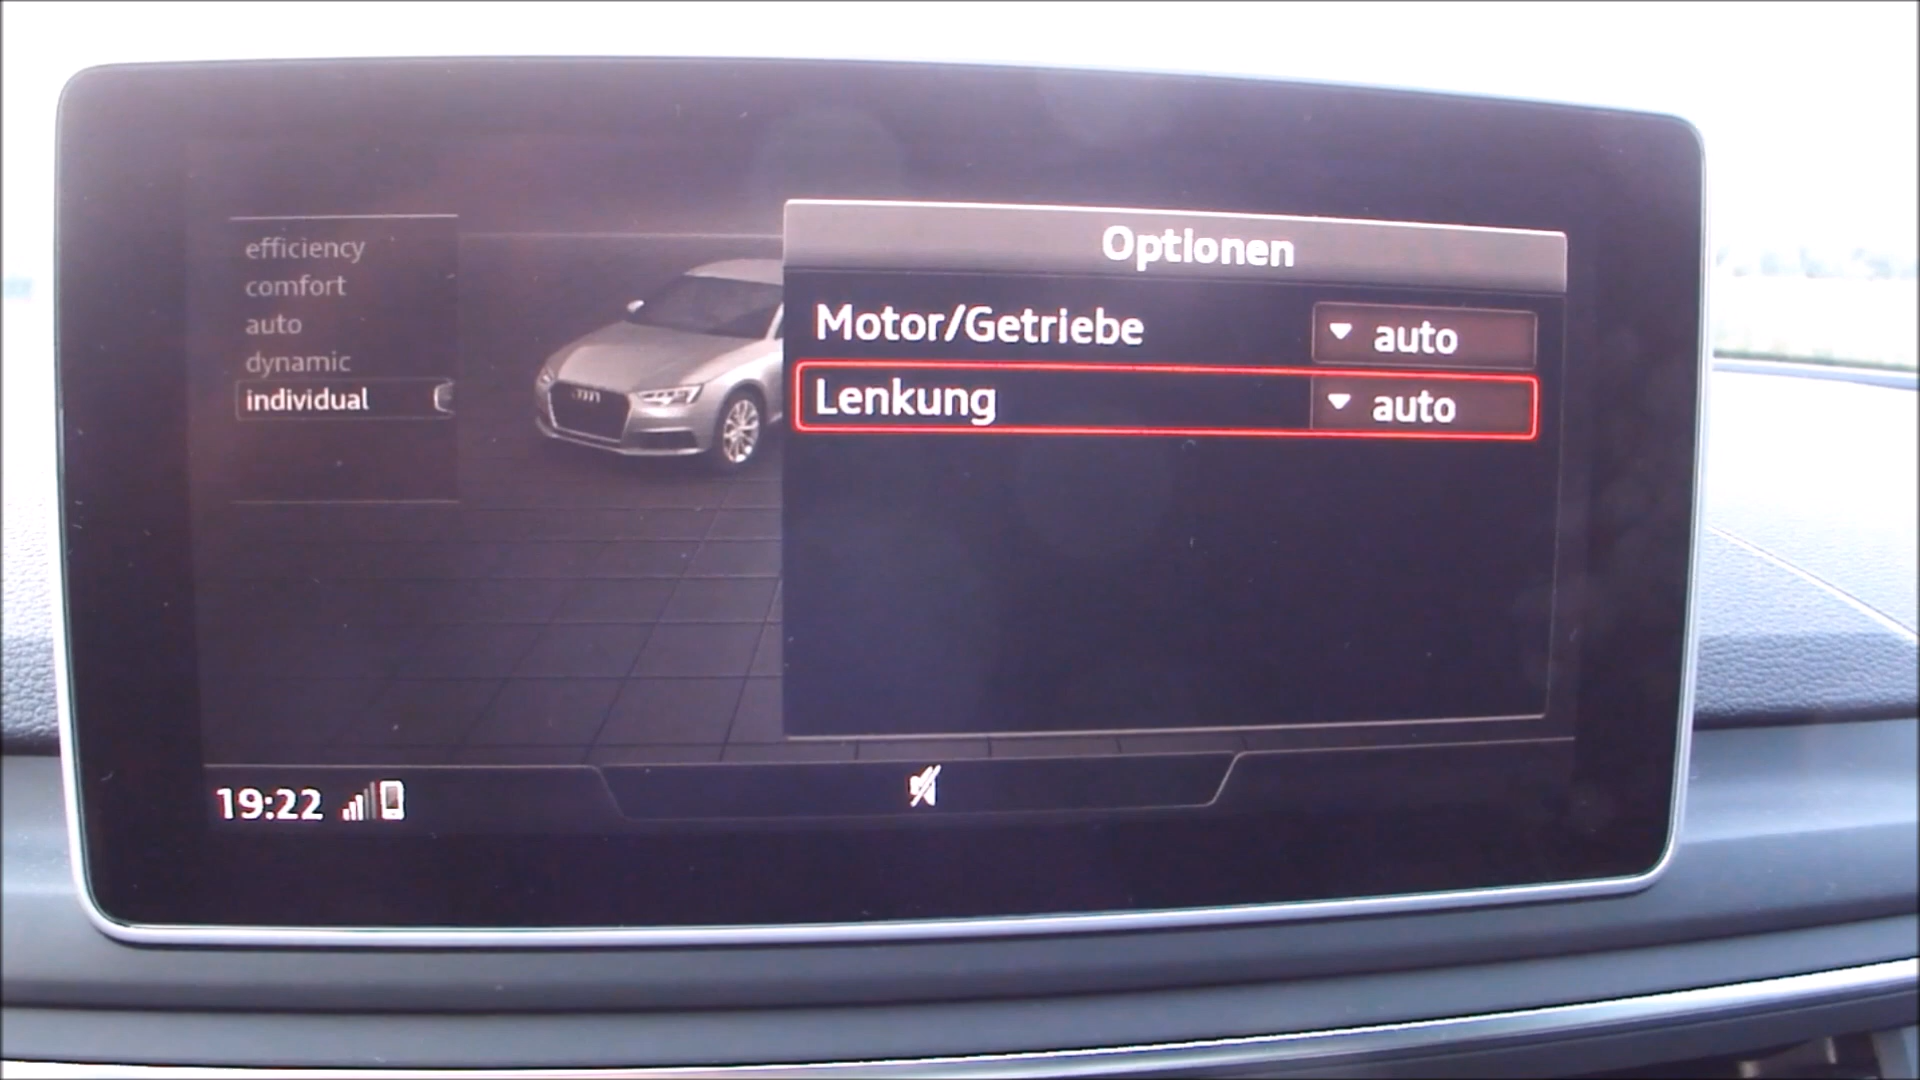 efficiency
comfort
auto
dynamic
individual
Optionen
Motor/Getriebe auto
Lenkung auto
19:22